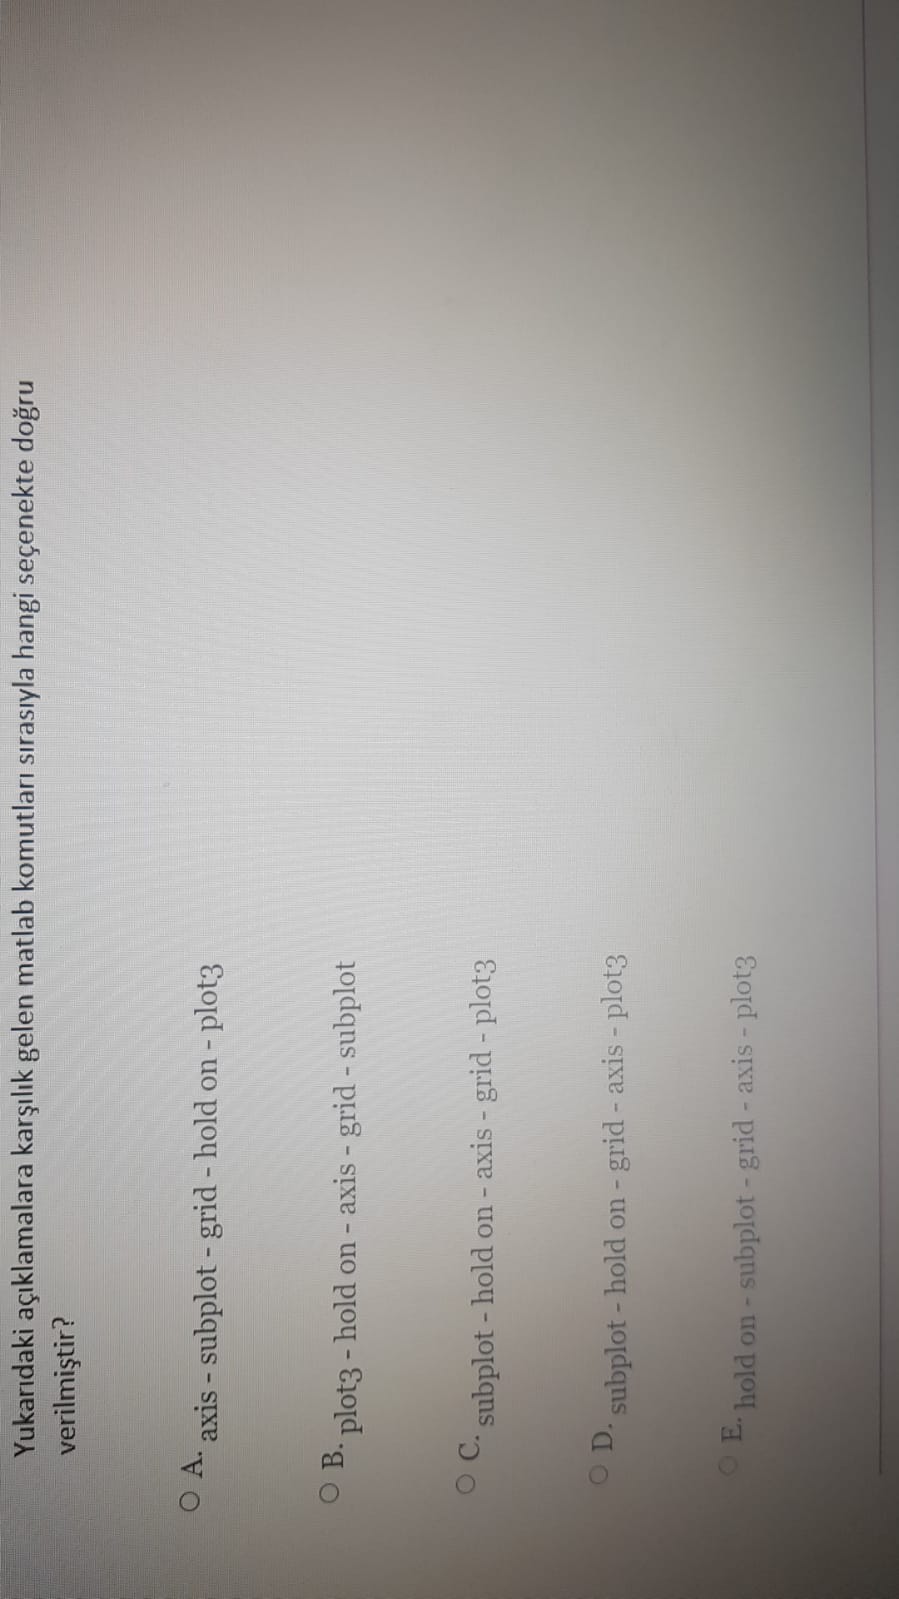 Yukarıdaki açıklamalara karşılık gelen matlab komutları sırasıyla hangi seçenekte doğru
verilmiştir?
A. axis - subplot - grid - hold on - plot3
B. plot3 - hold on - axis - grid - subplot
C. subplot - hold on - axis - grid - plot3
D. subplot - hold on - grid - axis - plot3
E. hold on - subplot - grid - axis - plot3